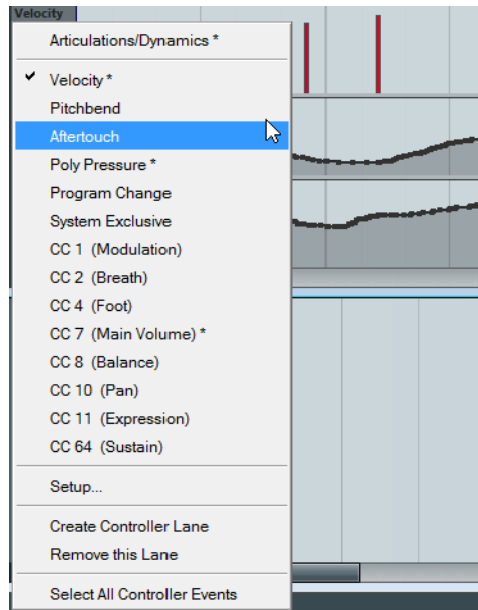 Velocity
Articulations/Dynamics *
Velocity *
Pitchbend
Aftertouch
Poly Pressure *
Program Change
System Exclusive
CC 1 (Modulation)
CC 2 (Breath)
CC 4 (Foot)
CC 7 (Main Volume) *
CC 8 (Balance)
CC 10 (Pan)
CC 11 (Expression)
CC 64 (Sustain)
Setup...
Create Controller Lane
Remove this Lane
Select All Controller Events